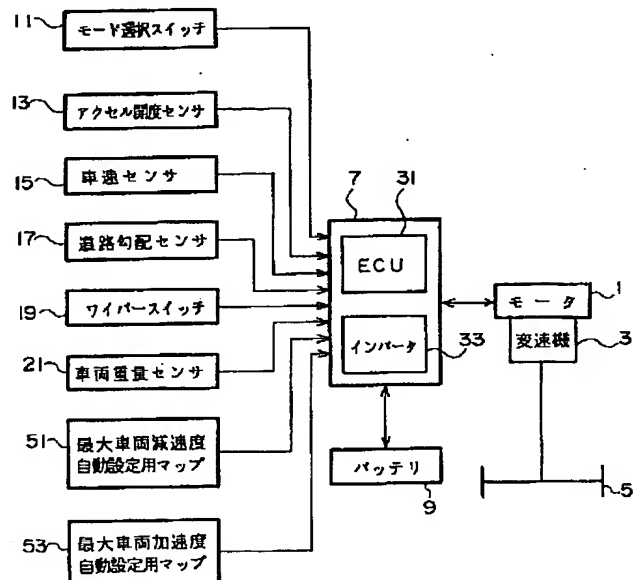 11
モード選択スイッチ
13
アクセル開度センサ
15
車速センサ
17
道路勾配センサ
19
ワイパースイッチ
21
車両重量センサ
51
最大車両減速度
自動設定用マップ
53
最大車両加速度
自動設定用マップ
7
31
ECU
インバータ
33
バッテリ
9
モータ
1
変速機
3
5